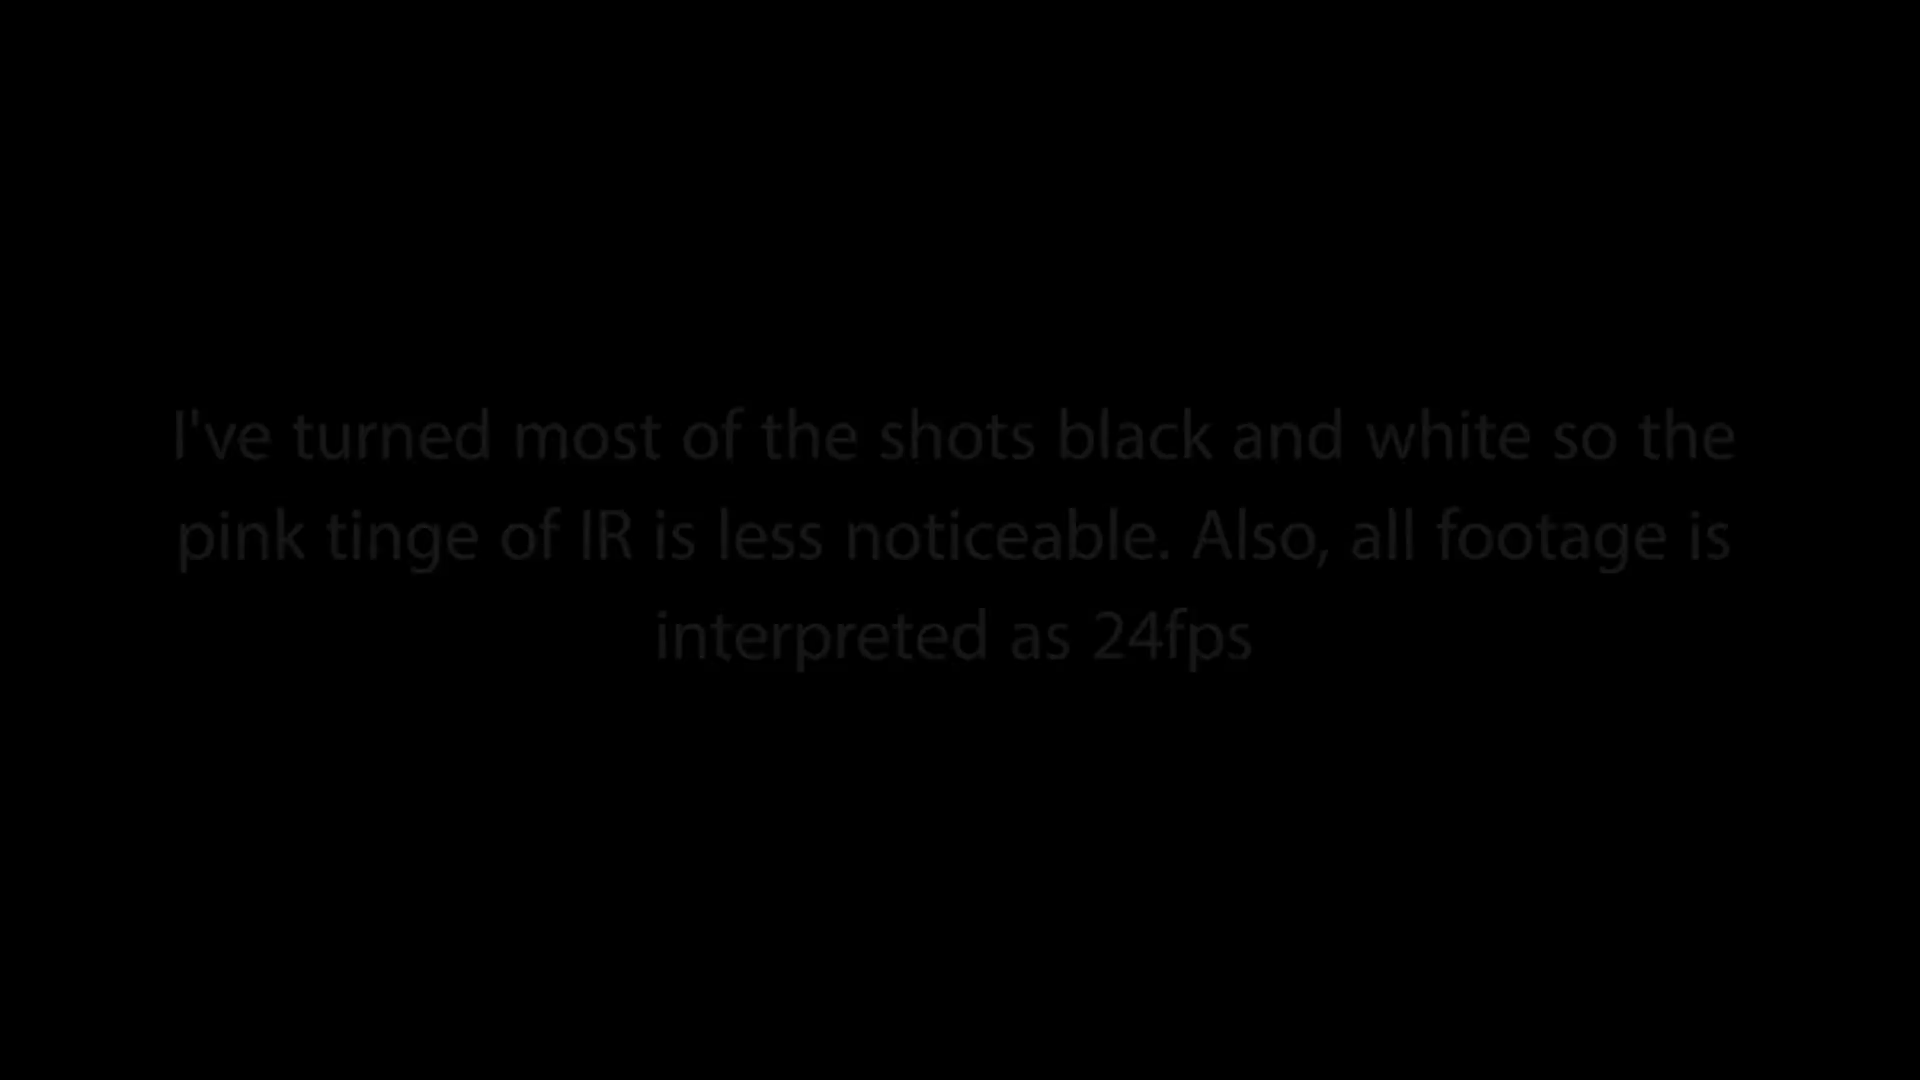 I've turned most of the shots black and white so the
pink tinge of IR is less noticeable. Also, all footage is
interpreted as 24fps